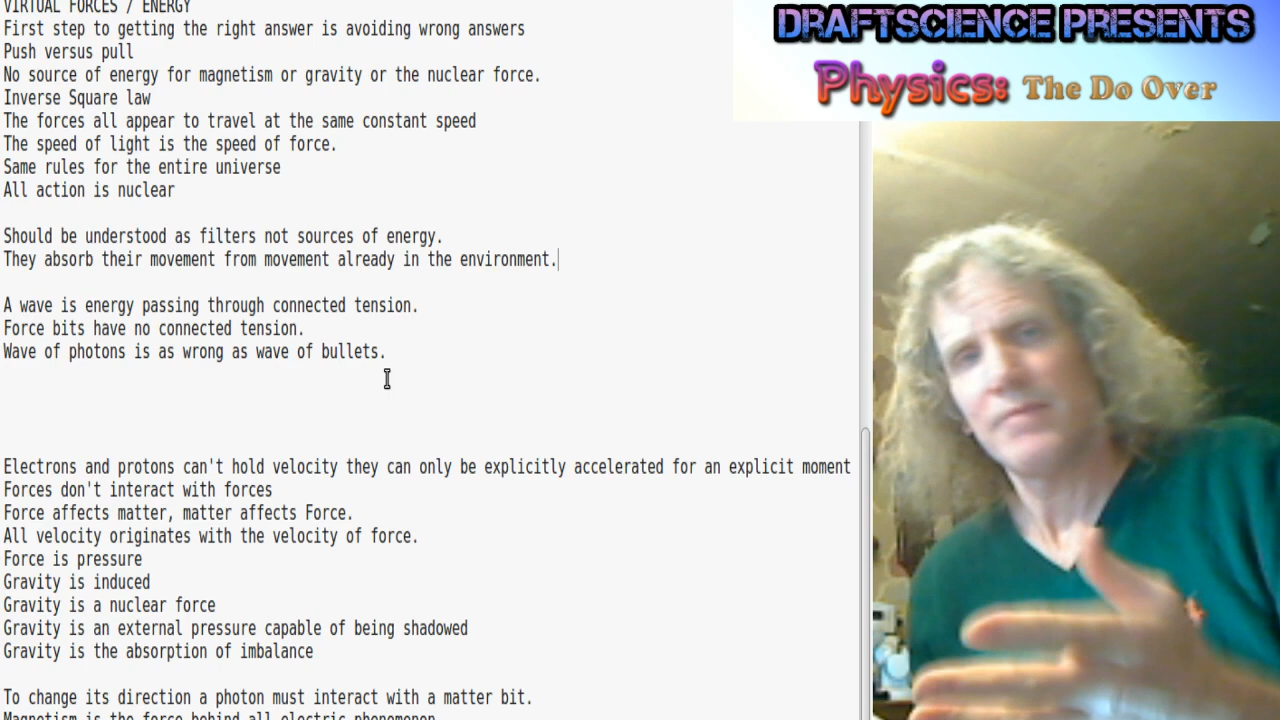 VIRTUAL FORCES / ENERGY
First step to getting the right answer is avoiding wrong answers
Push versus pull
No source of energy for magnetism or gravity or the nuclear force.
Inverse Square law
The forces all appear to travel at the same constant speed
The speed of light is the speed of force.
Same rules for the entire universe
All action is nuclear
Should be understood as filters not sources of energy.
They absorb their movement from movement already in the environment.
A wave is energy passing through connected tension.
Force bits have no connected tension.
Wave of photons is as wrong as wave of bullets.
Electrons and protons can't hold velocity they can only be explicitly accelerated for an explicit moment
Forces don't interact with forces
Force affects matter, matter affects Force.
All velocity originates with the velocity of force.
Force is pressure
Gravity is induced
Gravity is a nuclear force
Gravity is an external pressure capable of being shadowed
Gravity is the absorption of imbalance
To change its direction a photon must interact with a matter bit.
Magnetism is the force behind all electric phenomenon
DRAFTSCIENCE PRESENTS
Physics: The Do Over